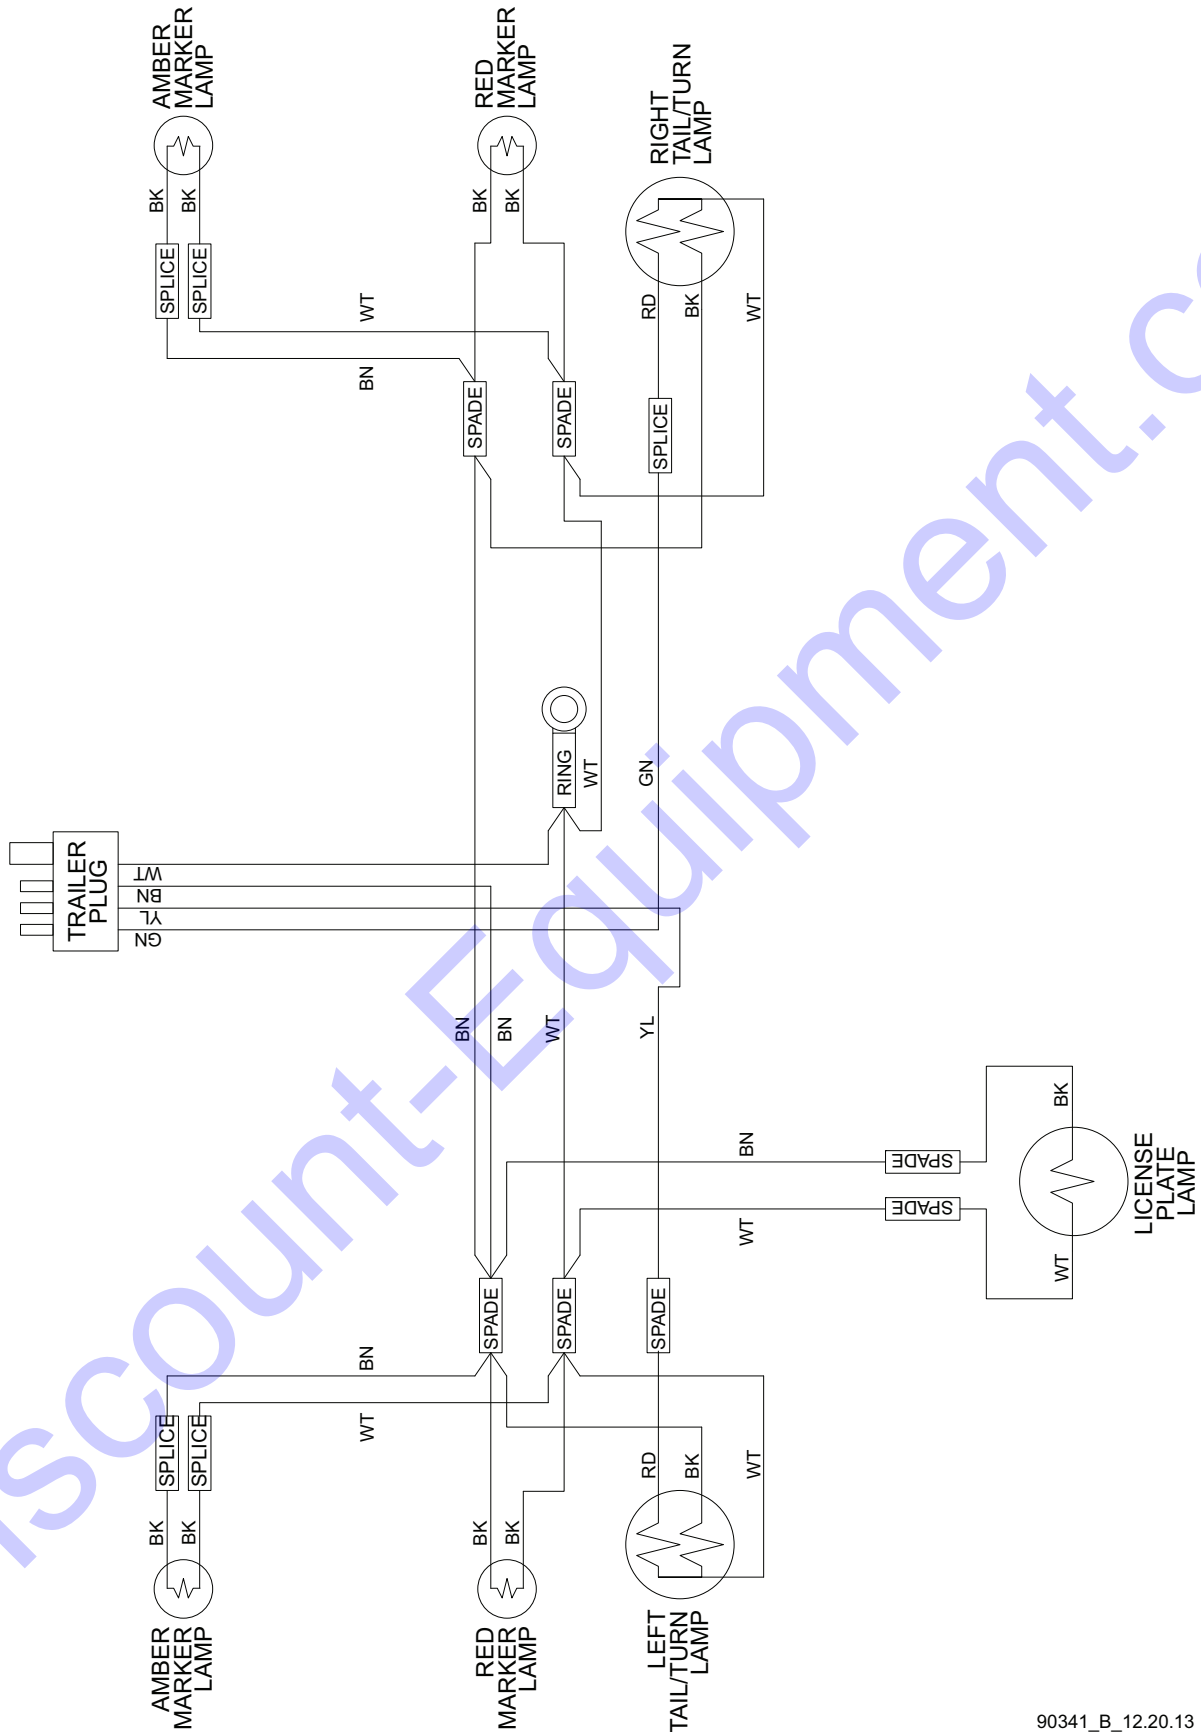 AMBER
MARKER
LAMP
RED
MARKER
LAMP
RIGHT
TAIL/TURN
LAMP
BK
BK
BK
BK
SPLICE
SPLICE
RD
BK
WT
WT
BN
SPADE
SPADE
SPLICE
RING
WT
GN
TRAILER
PLUG
WT
BN
YL
GN
BN
BN
WT
YL
BN
WT
SPADE
SPADE
BK
WT
LICENSE
PLATE
LAMP
SPADE
SPADE
SPADE
BN
WT
SPLICE
SPLICE
BK
BK
BK
BK
RD
BK
WT
AMBER
MARKER
LAMP
RED
MARKER
LAMP
LEFT
TAIL/TURN
LAMP
90341_B_12.20.13
iscount-Equipment.c